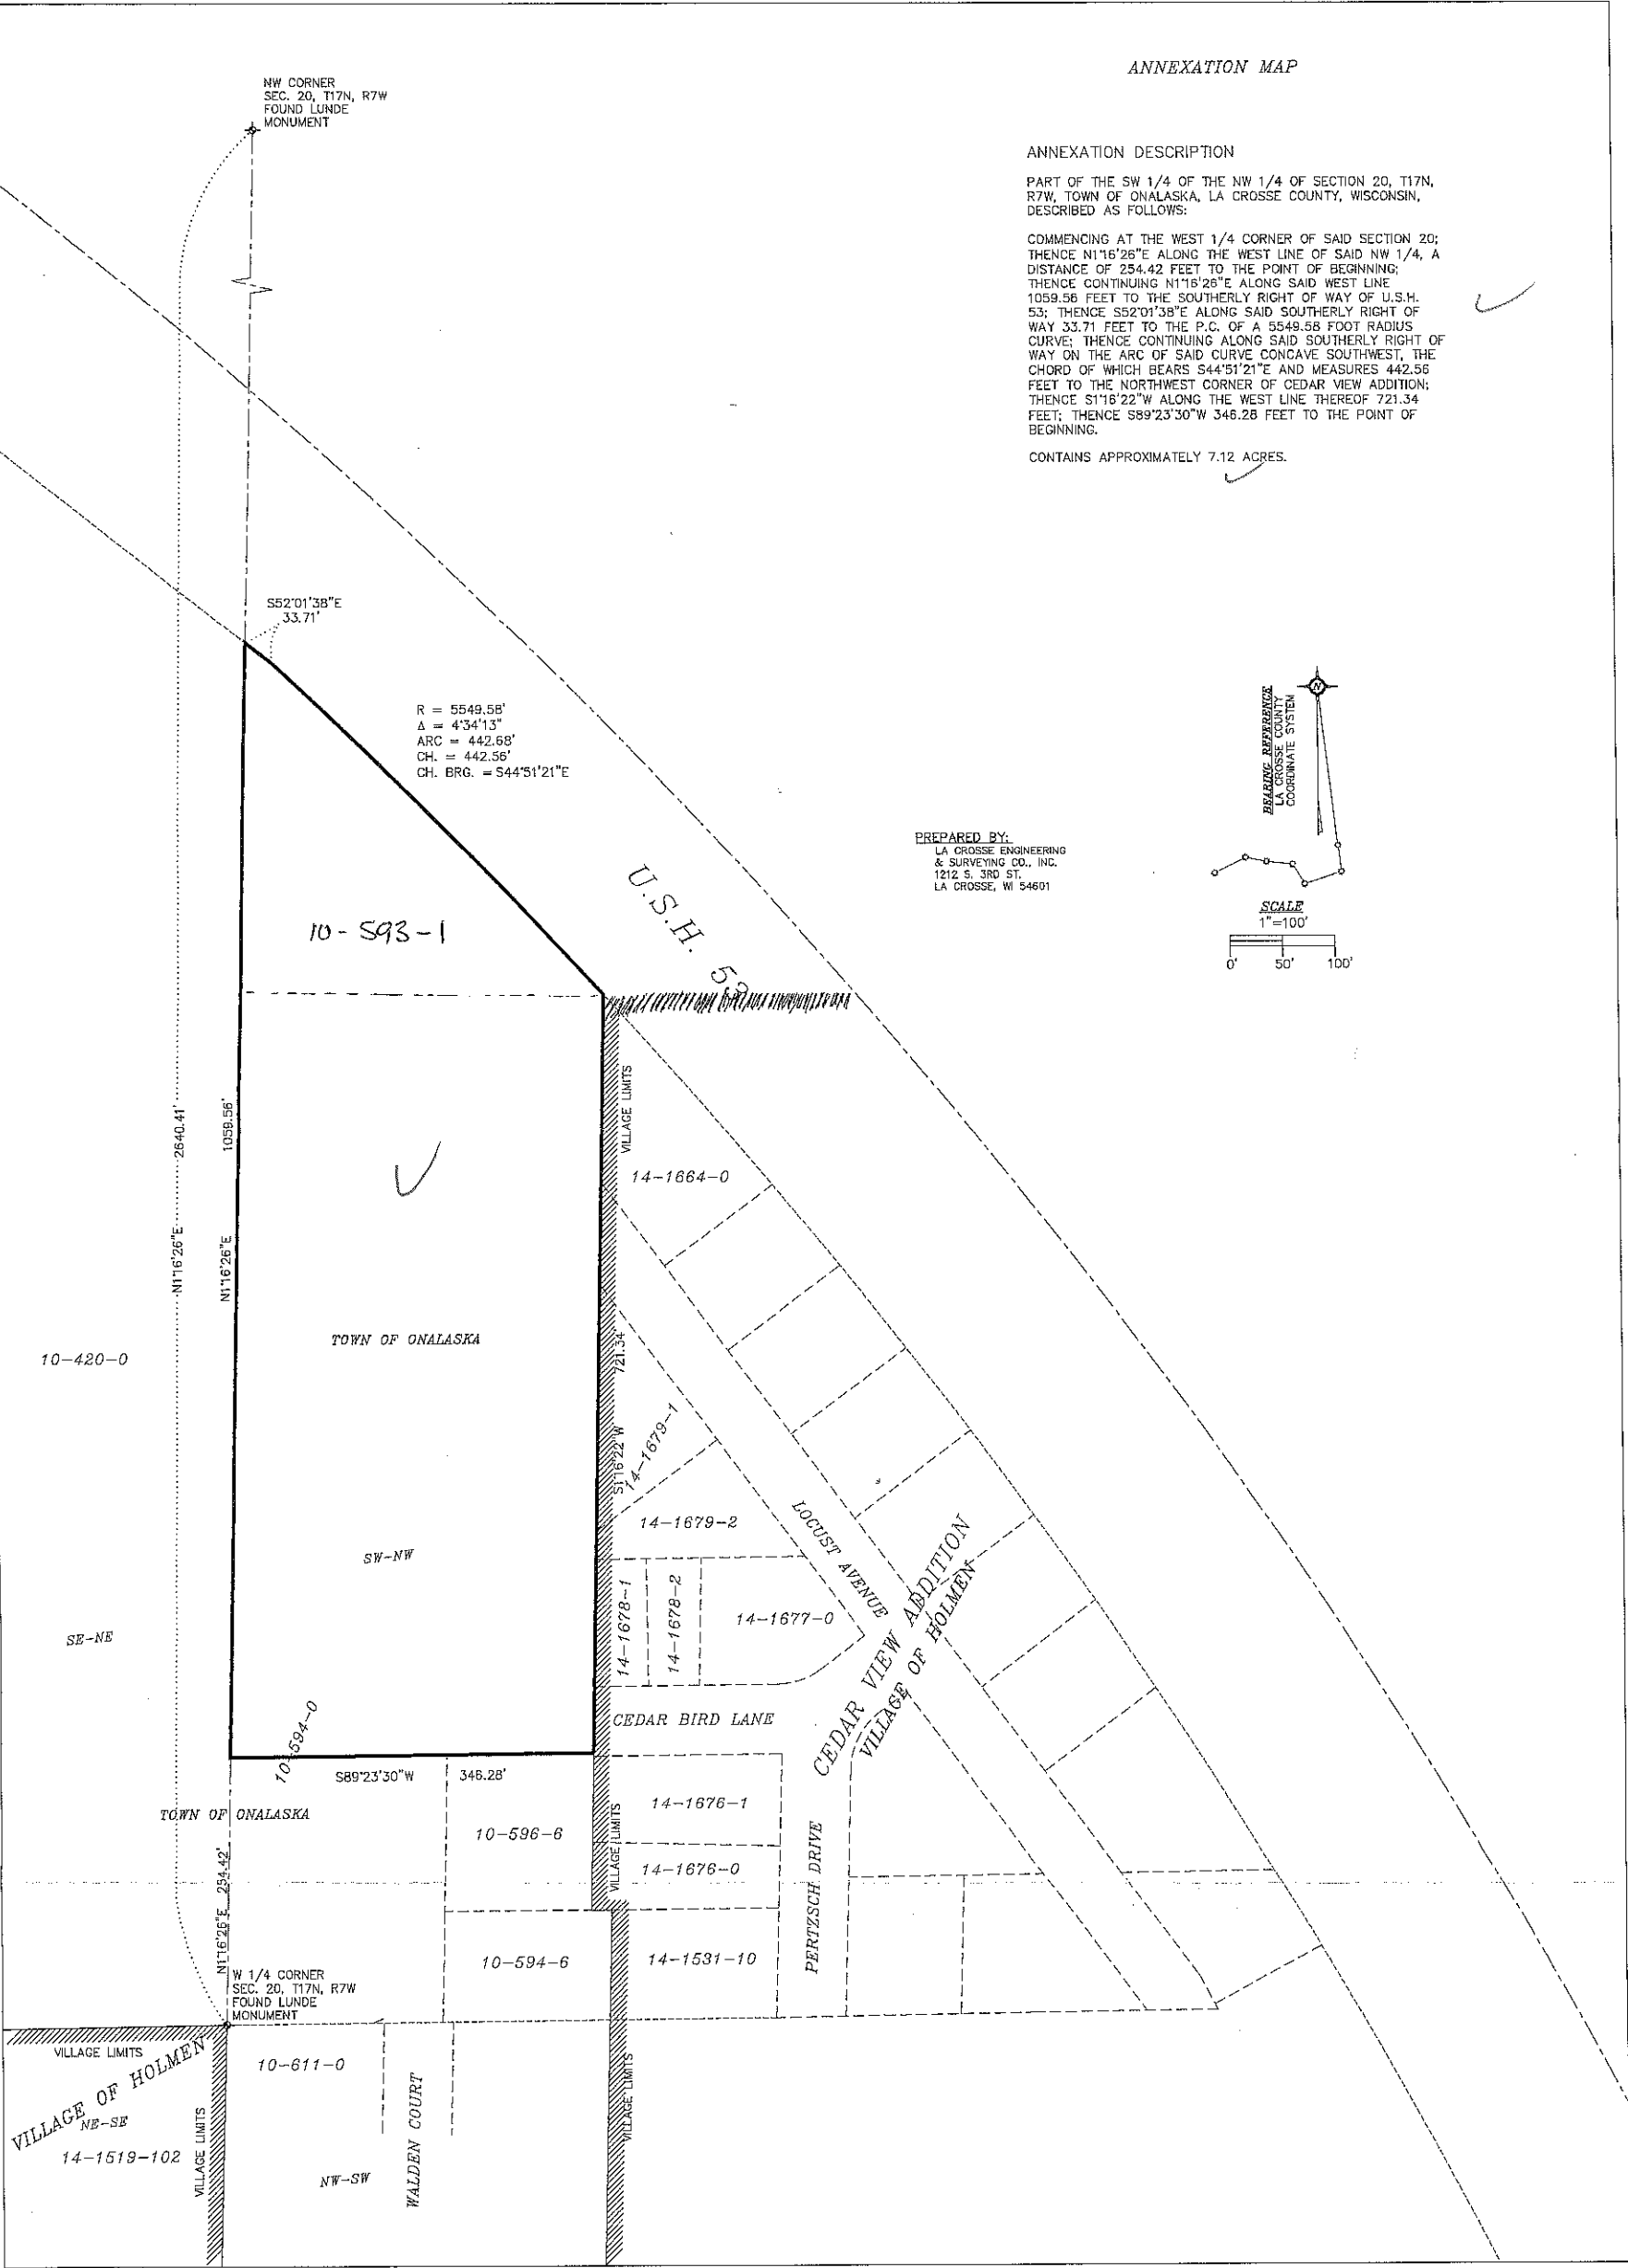 ANNEXATION MAP
NW CORNER
SEC. 20, T17N, R7W
FOUND LUNDE
MONUMENT
ANNEXATION DESCRIPTION
PART OF THE SW 1/4 OF THE NW 1/4 OF SECTION 20, T17N,
R7W, TOWN OF ONALASKA, LA CROSSE COUNTY, WISCONSIN,
DESCRIBED AS FOLLOWS:
COMMENCING AT THE WEST 1/4 CORNER OF SAID SECTION 20;
THENCE N1°16'26"E ALONG THE WEST LINE OF SAID NW 1/4, A
DISTANCE OF 254.42 FEET TO THE POINT OF BEGINNING;
THENCE CONTINUING N1°16'26"E ALONG SAID WEST LINE
1059.56 FEET TO THE SOUTHERLY RIGHT OF WAY OF U.S.H.
53; THENCE S52°01'38"E ALONG SAID SOUTHERLY RIGHT OF
WAY 33.71 FEET TO THE P.C. OF A 5549.58 FOOT RADIUS
CURVE; THENCE CONTINUING ALONG SAID SOUTHERLY RIGHT OF
WAY ON THE ARC OF SAID CURVE CONCAVE SOUTHWEST, THE
CHORD OF WHICH BEARS S44°51'21"E AND MEASURES 442.56
FEET TO THE NORTHWEST CORNER OF CEDAR VIEW ADDITION;
THENCE S1°16'22"W ALONG THE WEST LINE THEREOF 721.34
FEET; THENCE S89°23'30"W 346.28 FEET TO THE POINT OF
BEGINNING.
CONTAINS APPROXIMATELY 7.12 ACRES.
S52°01'38"E
33.71'
R = 5549.58'
Δ = 4°34'13"
ARC = 442.68'
CH. = 442.56'
CH. BRG. = S44°51'21"E
BEARING REFERENCE
LA CROSSE COUNTY
COORDINATE SYSTEM
N
PREPARED BY:
LA CROSSE ENGINEERING
& SURVEYING CO., INC.
1212 S. 3RD ST.
LA CROSSE, WI 54601
SCALE
1"=100'
0' 50' 100'
U.S.H. 53
10-593-1
N1°16'26"E 2640.41'
N1°16'26"E 1059.56'
VILLAGE LIMITS
14-1664-0
TOWN OF ONALASKA
10-420-0
S1°16'22"W 721.34'
14-1679-1
14-1679-2
LOCUST AVENUE
SW-NW
14-1678-1
14-1678-2
14-1677-0
CEDAR VIEW ADDITION
VILLAGE OF HOLMEN
SE-NE
10-594-0
CEDAR BIRD LANE
S89°23'30"W 346.28'
TOWN OF ONALASKA
10-596-6
VILLAGE LIMITS
14-1676-1
14-1676-0
PERTZSCH DRIVE
N1°16'26"E 254.42'
10-594-6
14-1531-10
W 1/4 CORNER
SEC. 20, T17N, R7W
FOUND LUNDE
MONUMENT
VILLAGE LIMITS
VILLAGE OF HOLMEN
NE-SE
14-1519-102
VILLAGE LIMITS
10-611-0
WALDEN COURT
NW-SW
VILLAGE LIMITS